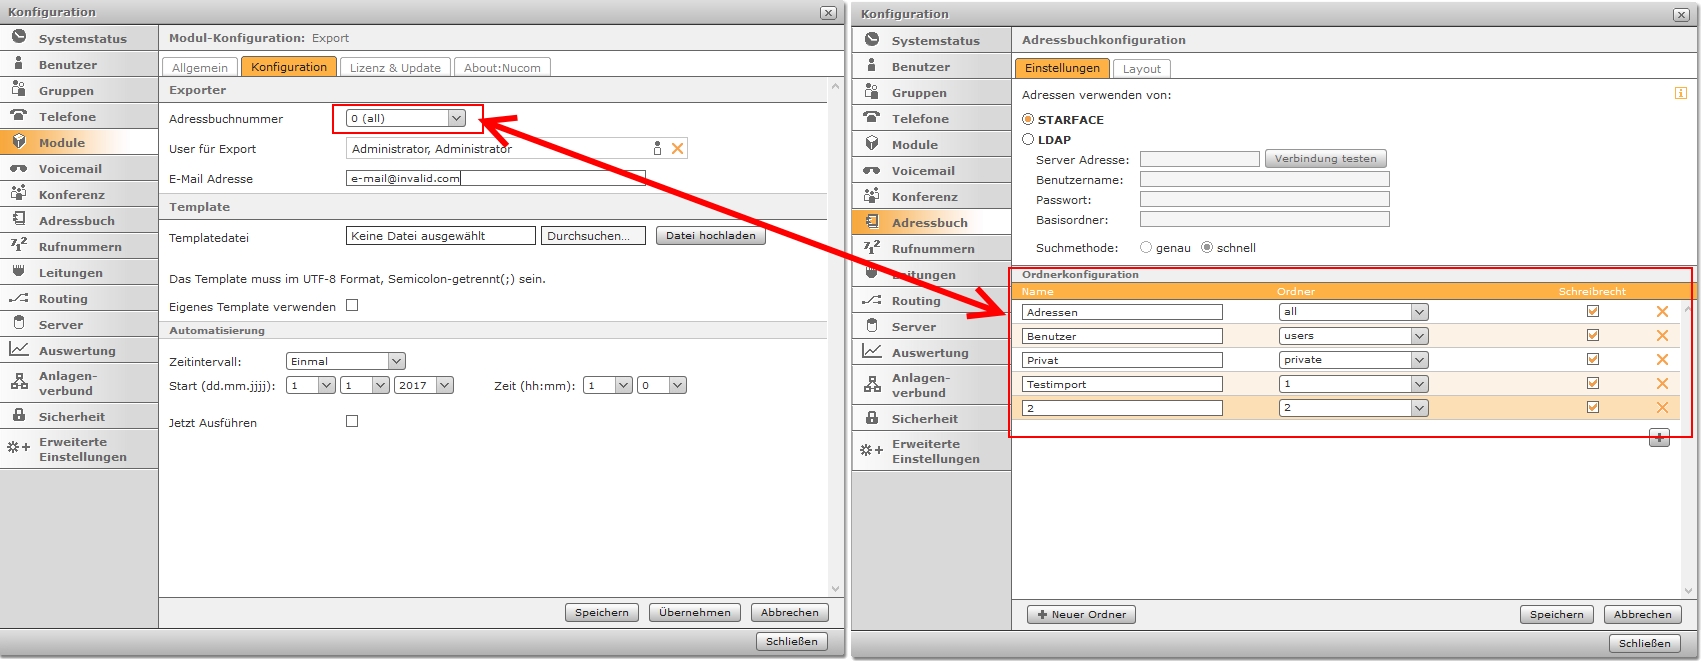 Konfiguration
Systemstatus
Benutzer
Gruppen
Telefone
Module
Voicemail
Konferenz
Adressbuch
Rufnummern
Leitungen
Routing
Server
Auswertung
Anlagen-
verbund
Sicherheit
Erweiterte
Einstellungen
Modul-Konfiguration: Export
Allgemein Konfiguration Lizenz & Update About:Nucom
Exporter
Adressbuchnummer 0 (all)
User für Export Administrator, Administrator
E-Mail Adresse e-mail@invalid.com
Template
Templatedatei Keine Datei ausgewählt Durchsuchen... Datei hochladen
Das Template muss im UTF-8 Format, Semicolon-getrennt(;) sein.
Eigenes Template verwenden
Automatisierung
Zeitintervall: Einmal
Start (dd.mm.jjjj): 1 1 2017 Zeit (hh:mm): 1 0
Jetzt Ausführen
Speichern Übernehmen Abbrechen
Schließen
Konfiguration
Systemstatus
Benutzer
Gruppen
Telefone
Module
Voicemail
Konferenz
Adressbuch
Rufnummern
Leitungen
Routing
Server
Auswertung
Anlagen-
verbund
Sicherheit
Erweiterte
Einstellungen
Adressbuchkonfiguration
Einstellungen Layout
Adressen verwenden von:
STARFACE
LDAP
Server Adresse: Verbindung testen
Benutzername:
Passwort:
Basisordner:
Suchmethode: genau schnell
Ordnerkonfiguration
Name Ordner Schreibrecht
Adressen all
Benutzer users
Privat private
Testimport 1
2 2
Neuer Ordner Speichern Abbrechen
Schließen